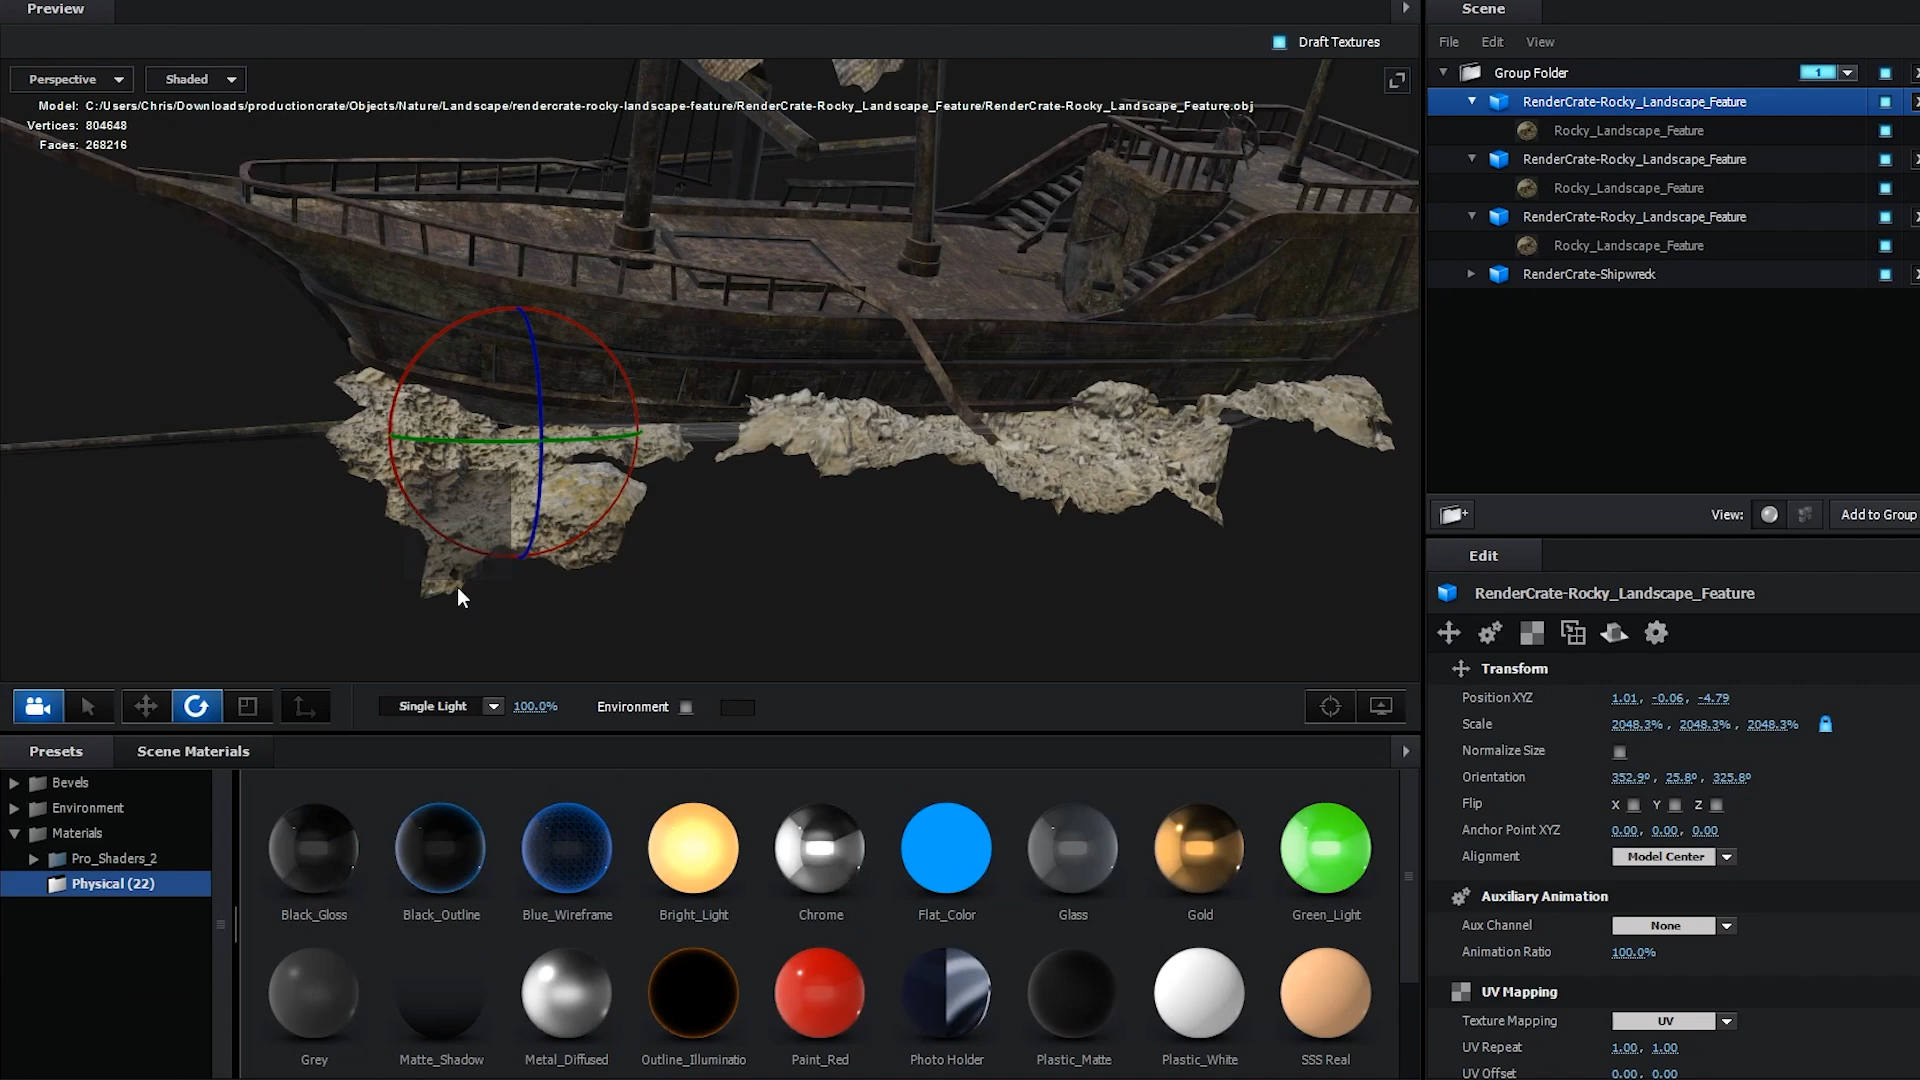 Preview
Draft Textures
Perspective
Shaded
Model: C:/Users/Chris/Downloads/productioncrate/Objects/Nature/Landscape/rendercrate-rocky-landscape-feature/RenderCrate-Rocky_Landscape_Feature/RenderCrate-Rocky_Landscape_Feature.obj
Vertices: 804648
Faces: 268216
Single Light
100.0%
Environment
Presets
Scene Materials
Bevels
Environment
Materials
Pro_Shaders_2
Physical (22)
Black_Gloss
Black_Outline
Blue_Wireframe
Bright_Light
Chrome
Flat_Color
Glass
Gold
Green_Light
Grey
Matte_Shadow
Metal_Diffused
Outline_Illuminatio
Paint_Red
Photo Holder
Plastic_Matte
Plastic_White
SSS Real
Scene
File
Edit
View
Group Folder
1
RenderCrate-Rocky_Landscape_Feature
Rocky_Landscape_Feature
RenderCrate-Rocky_Landscape_Feature
Rocky_Landscape_Feature
RenderCrate-Rocky_Landscape_Feature
Rocky_Landscape_Feature
RenderCrate-Shipwreck
View:
Add to Group
Edit
RenderCrate-Rocky_Landscape_Feature
Transform
Position XYZ 1.01, -0.06, -4.79
Scale 2048.3%, 2048.3%, 2048.3%
Normalize Size
Orientation 352.9º, 25.8º, 325.8º
Flip X Y Z
Anchor Point XYZ 0.00, 0.00, 0.00
Alignment Model Center
Auxiliary Animation
Aux Channel None
Animation Ratio 100.0%
UV Mapping
Texture Mapping UV
UV Repeat 1.00, 1.00
UV Offset 0.00, 0.00